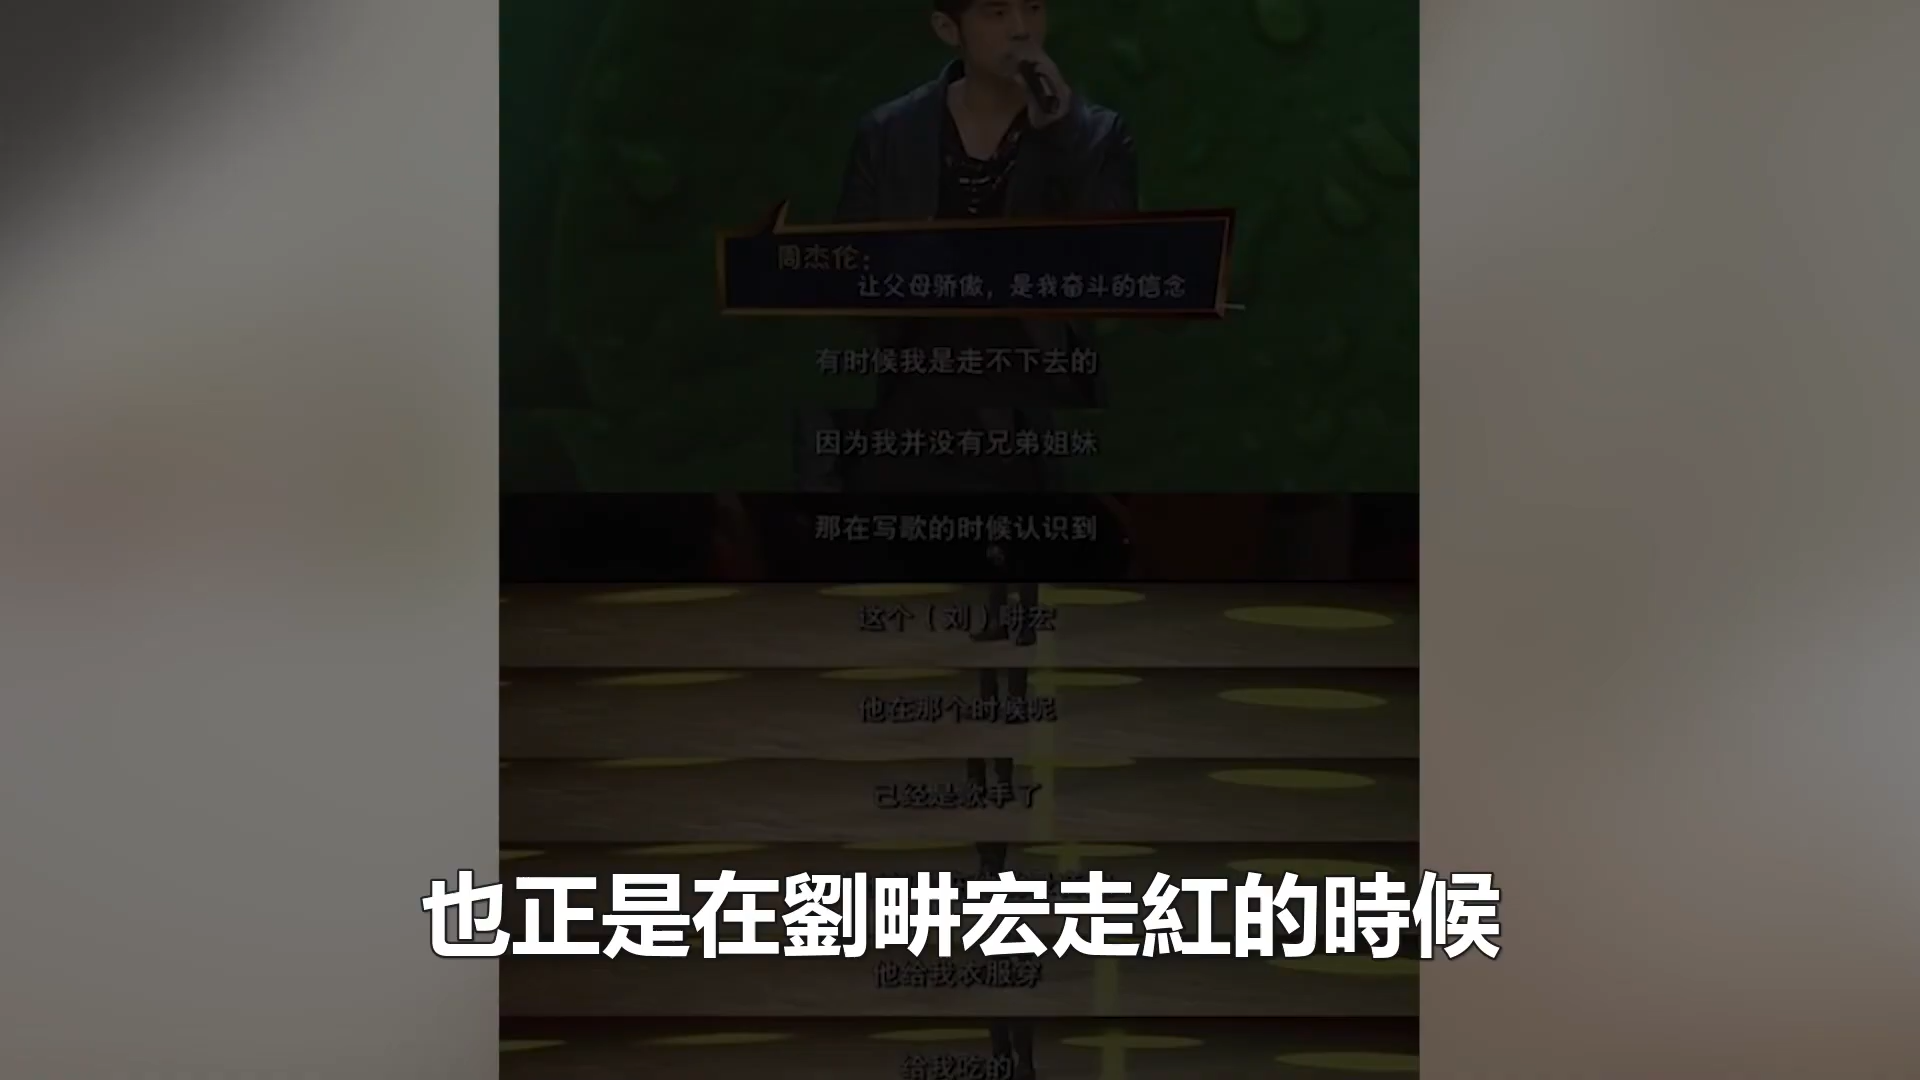 周杰伦：
让父母骄傲，是我奋斗的信念
有时候我是走不下去的
因为我并没有兄弟姐妹
那在写歌的时候认识到
这个（刘）畊宏
他在那个时候呢
已经是歌手了
也正是在劉畊宏走紅的時候
他给我衣服穿
给我吃的